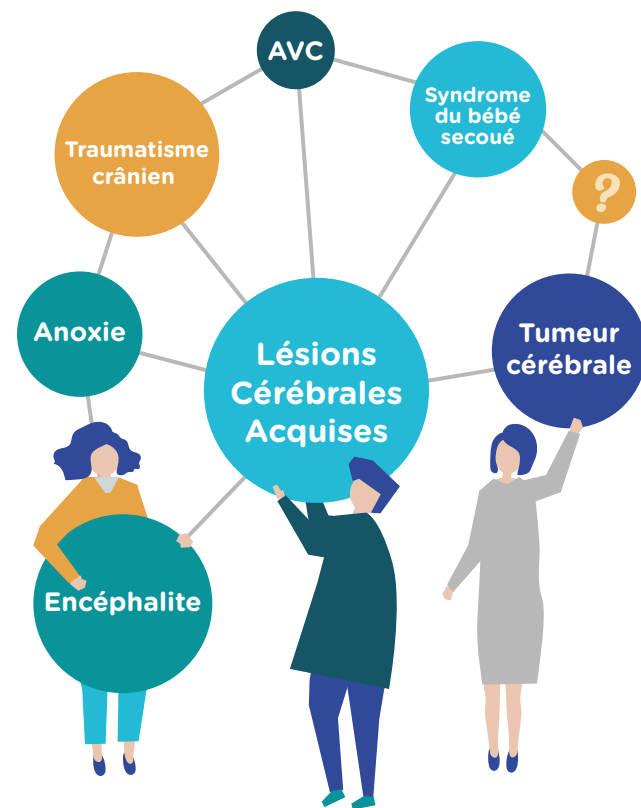 AVC
Syndrome
du bébé
secoué
Traumatisme
crânien
?
Anoxie
Lésions
Cérébrales
Acquises
Tumeur
cérébrale
Encéphalite